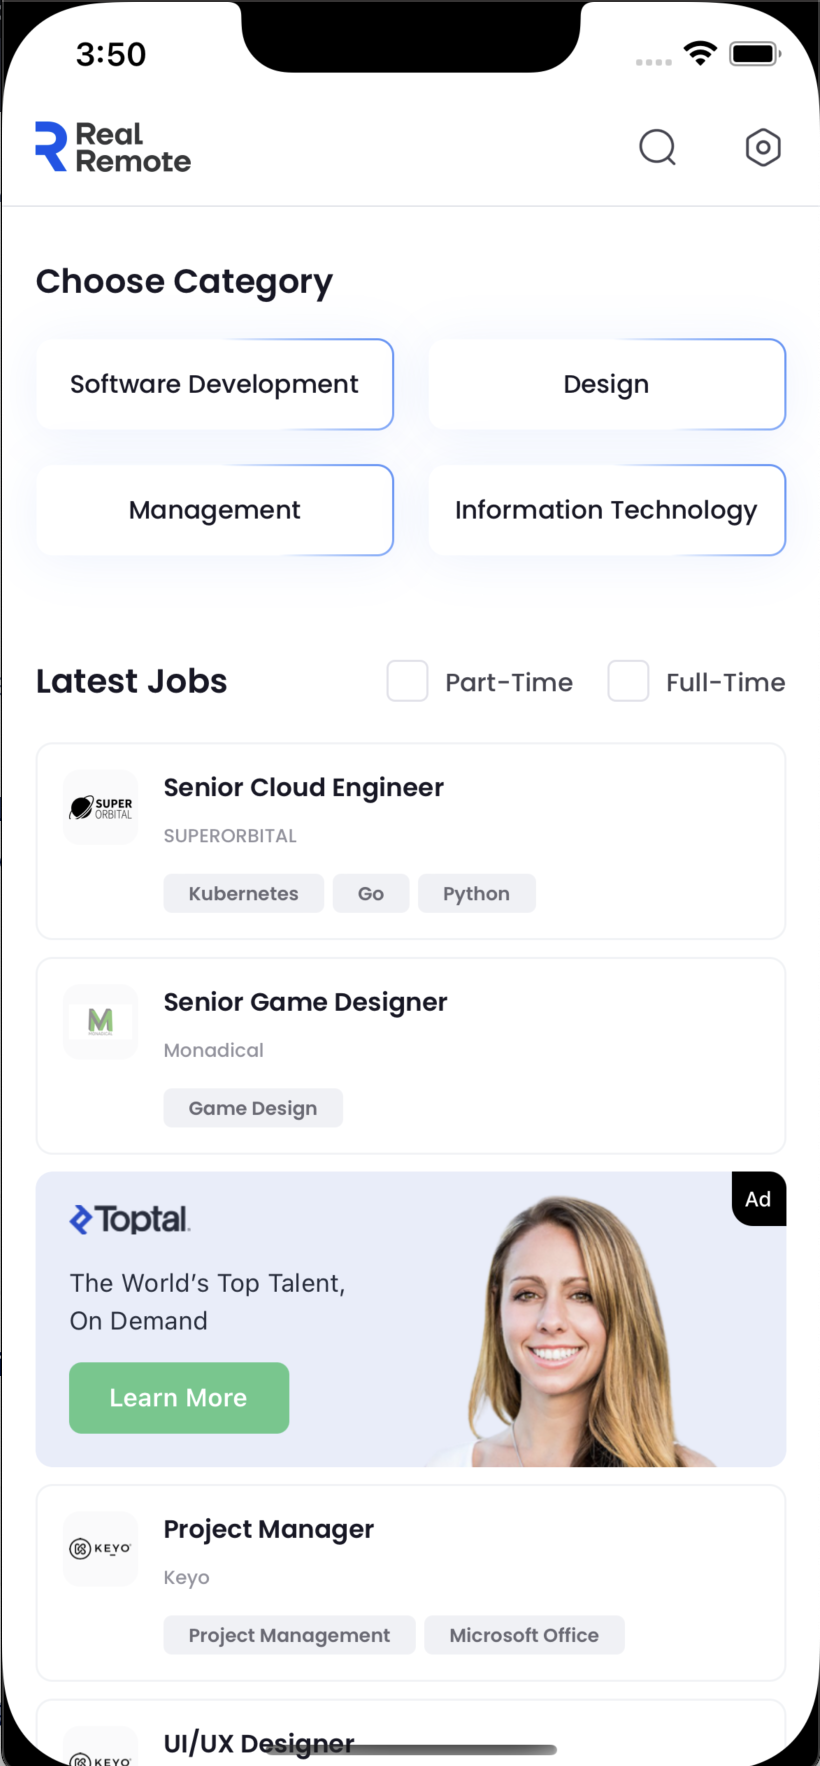 3:50
Real
Remote
Choose Category
Software Development
Design
Management
Information Technology
Latest Jobs
Part-Time
Full-Time
SUPER
ORBITAL
Senior Cloud Engineer
SUPERORBITAL
Kubernetes
Go
Python
M
MONADICAL
Senior Game Designer
Monadical
Game Design
Ad
Toptal
The World's Top Talent,
On Demand
Learn More
KEYO
Project Manager
Keyo
Project Management
Microsoft Office
KEYO
UI/UX Designer